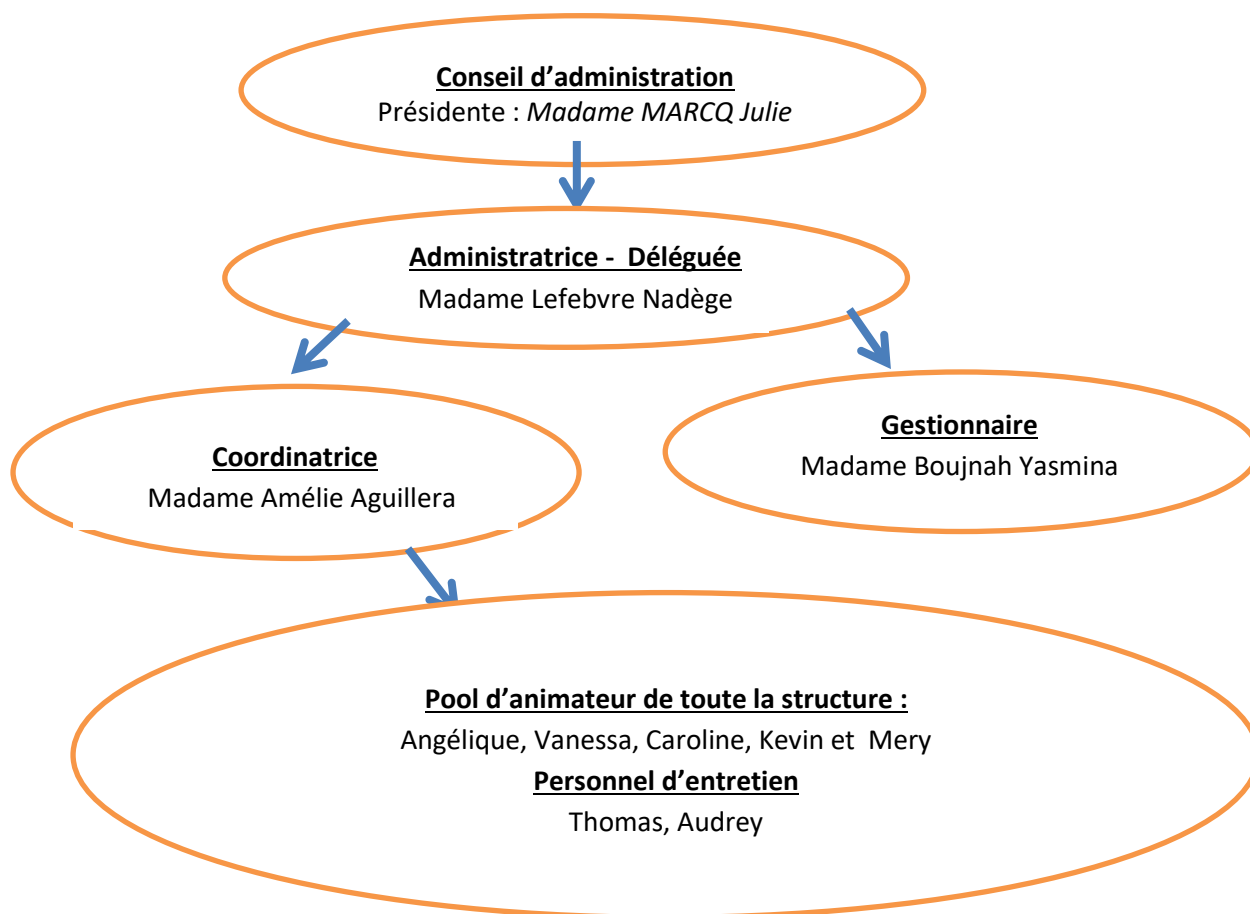 Conseil d’administration
Présidente : Madame MARCQ Julie
Administratrice - Déléguée
Madame Lefebvre Nadège
Coordinatrice
Madame Amélie Aguillera
Gestionnaire
Madame Boujnah Yasmina
Pool d’animateur de toute la structure :
Angélique, Vanessa, Caroline, Kevin et Mery
Personnel d’entretien
Thomas, Audrey